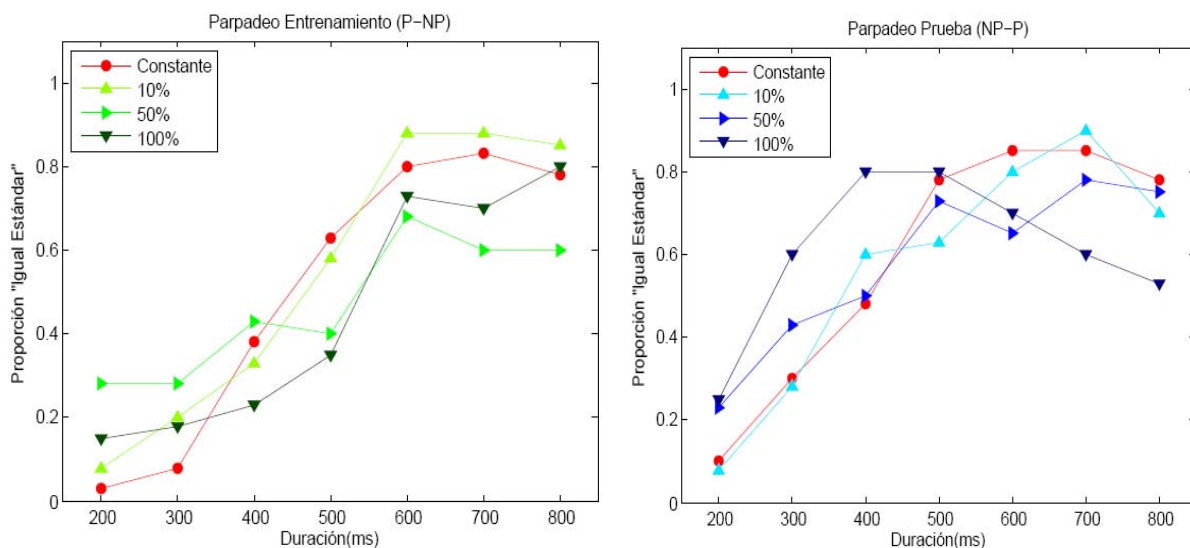 Parpadeo Entrenamiento (P-NP)
Constante
10%
50%
100%
1
0.8
0.6
0.4
0.2
0
Proporción "Igual Estándar"
200 300 400 500 600 700 800
Duración(ms)
Parpadeo Prueba (NP-P)
Constante
10%
50%
100%
1
0.8
0.6
0.4
0.2
0
Proporción "Igual Estándar"
200 300 400 500 600 700 800
Duración(ms)